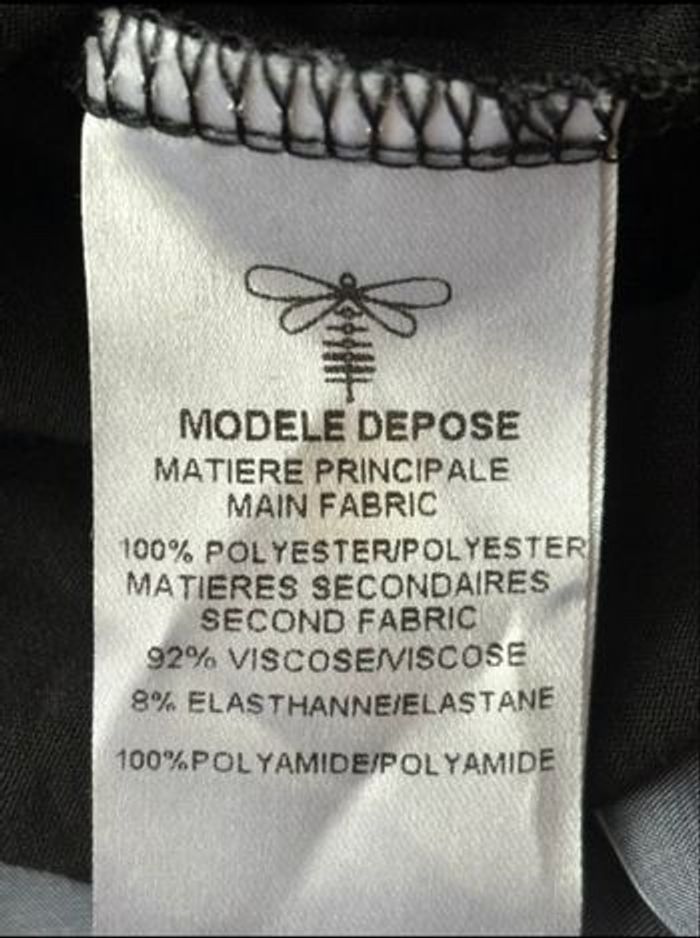 MODELE DEPOSE
MATIERE PRINCIPALE
MAIN FABRIC
100% POLYESTER/POLYESTER
MATIERES SECONDAIRES
SECOND FABRIC
92% VISCOSE/VISCOSE
8% ELASTHANNE/ELASTANE
100%POLYAMIDE/POLYAMIDE